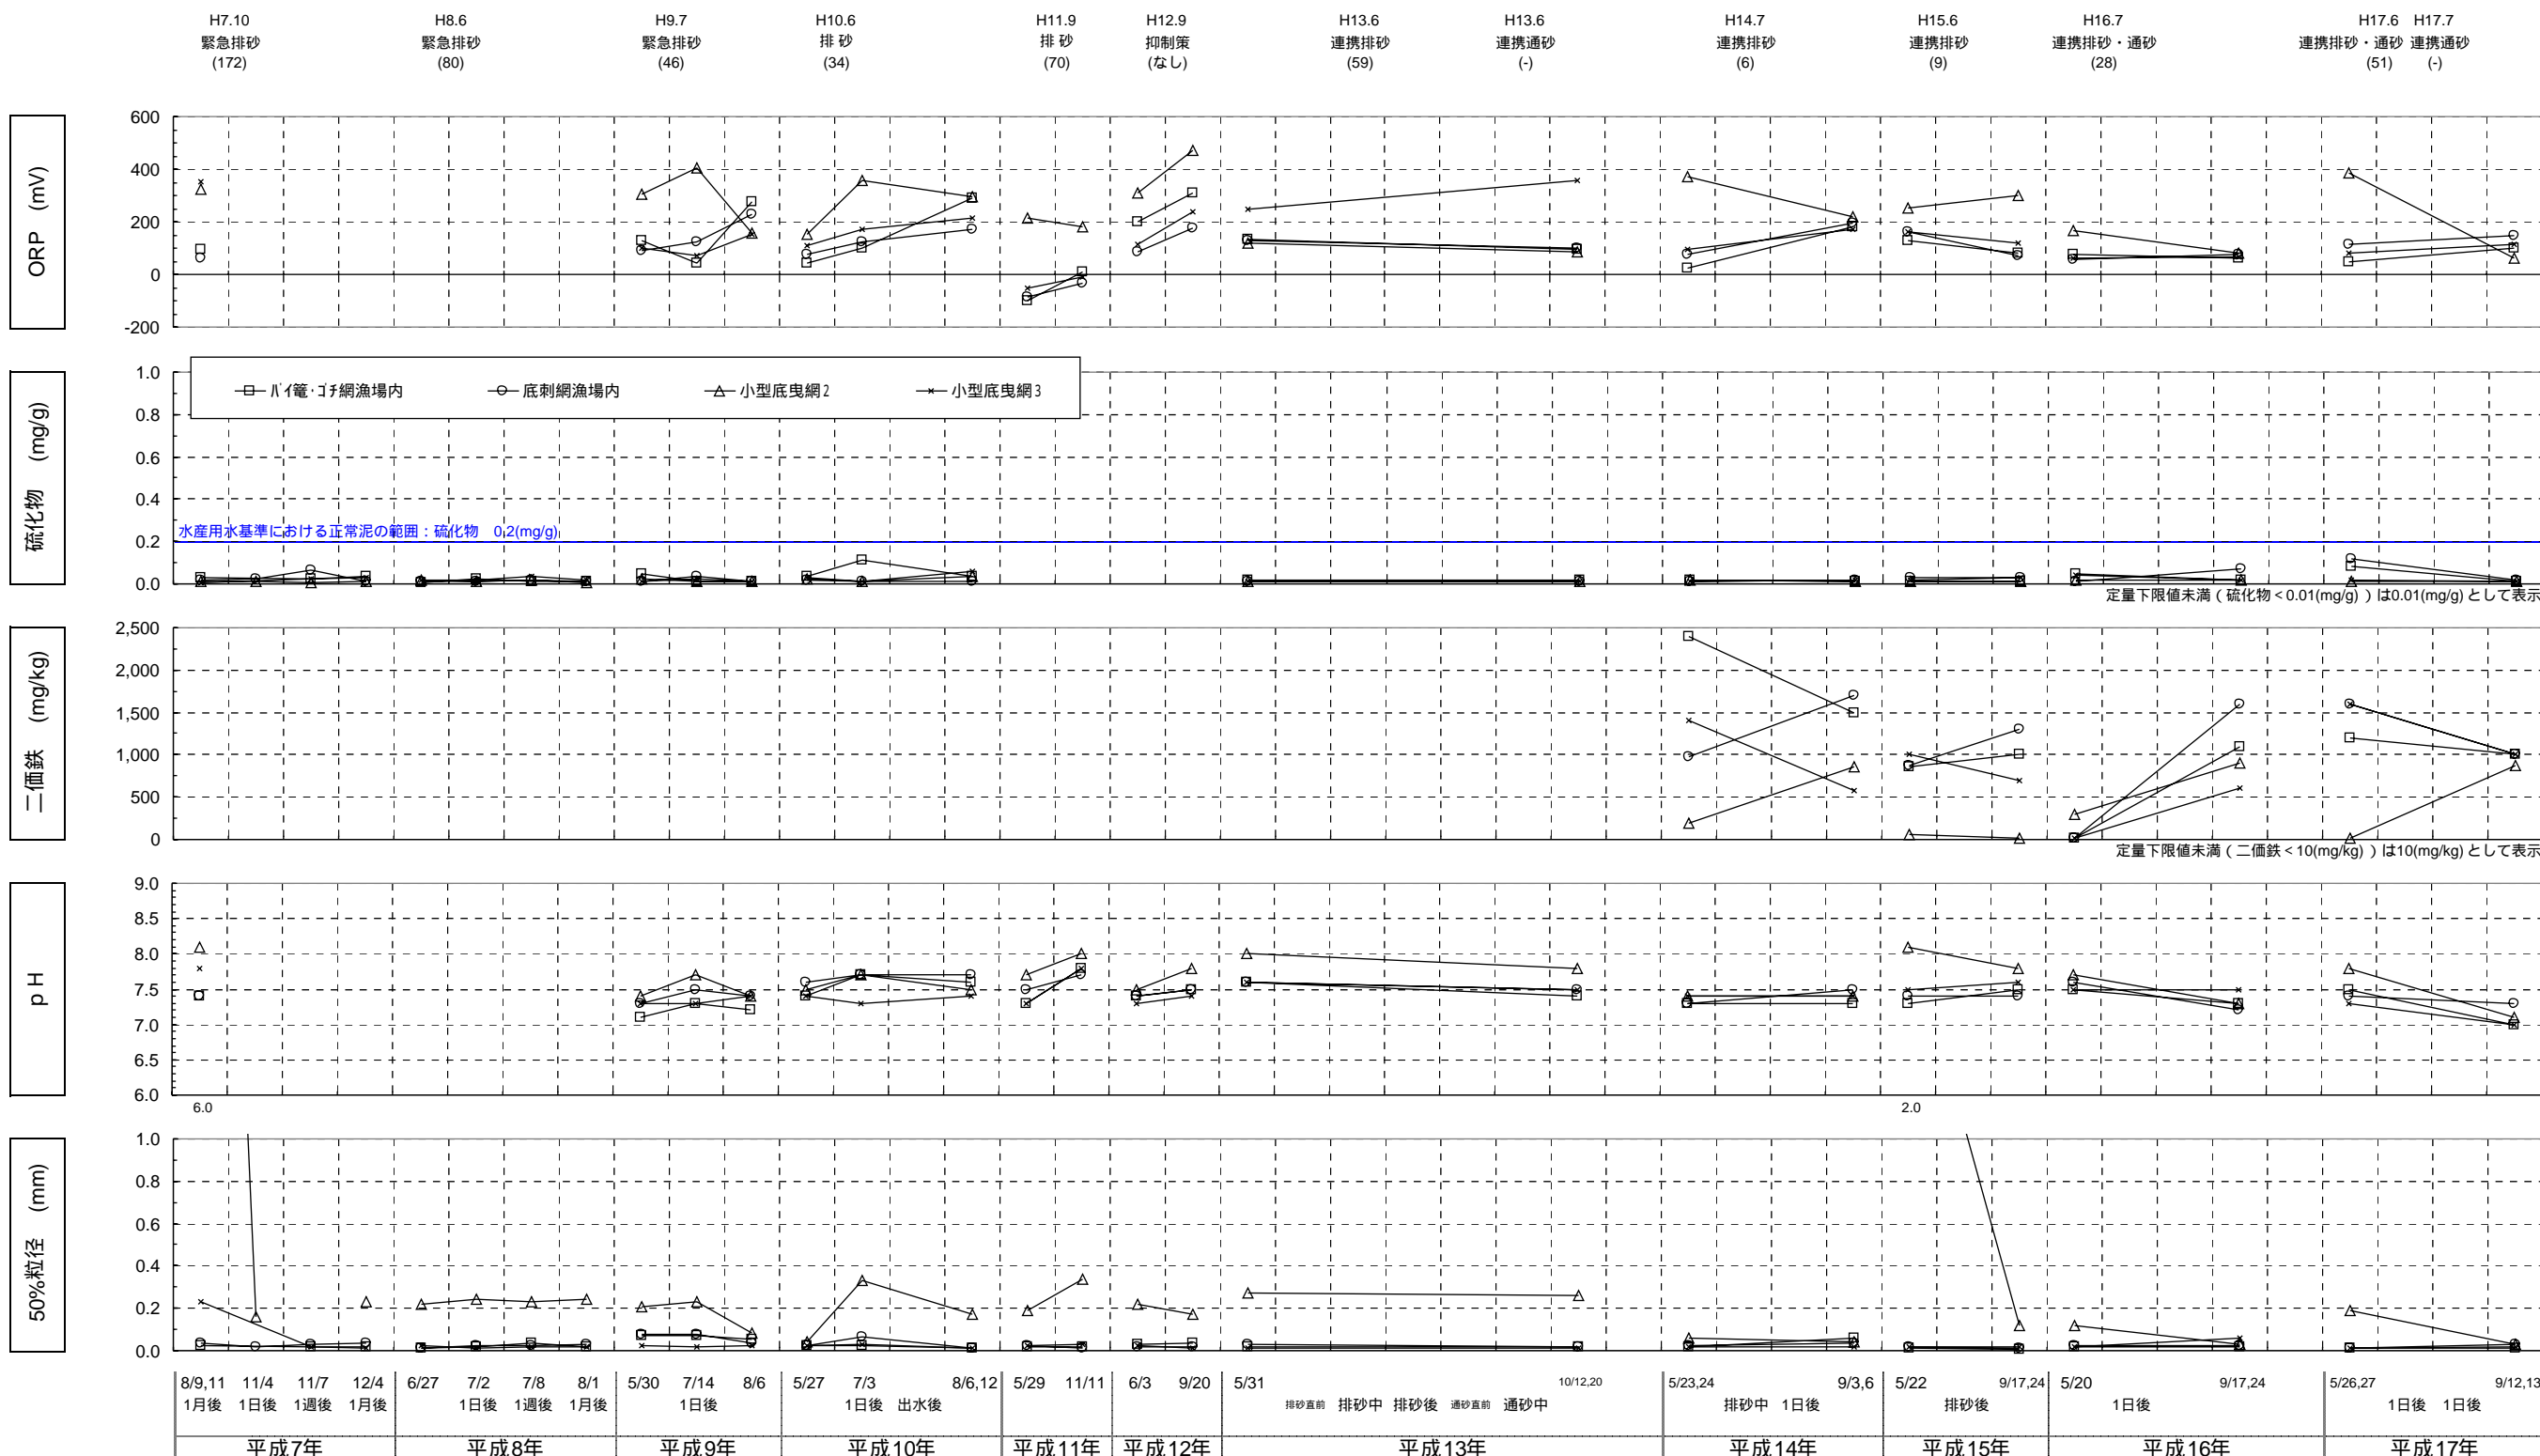 H7.10 H8.6 H9.7 H10.6 H11.9 H12.9 H13.6 H13.6 H14.7 H15.6 H16.7 H17.6 H17.7
緊急排砂 緊急排砂 緊急排砂 排 砂 排 砂 抑制策 連携排砂 連携通砂 連携排砂 連携排砂 連携排砂・通砂 連携排砂・通砂 連携通砂
(172) (80) (46) (34) (70) (なし) (59) (-) (6) (9) (28) (51) (-)
ORP (mV)
600
400
200
0
-200
硫化物 (mg/g)
1.0
0.8
0.6
0.4
0.2
0.0
バイ篭・ゴチ網漁場内 底刺網漁場内 小型底曳網2 小型底曳網3
水産用水基準における正常泥の範囲：硫化物 0.2(mg/g)
定量下限値未満（硫化物＜0.01(mg/g)）は0.01(mg/g)として表示
二価鉄 (mg/kg)
2,500
2,000
1,500
1,000
500
0
定量下限値未満（二価鉄＜10(mg/kg)）は10(mg/kg)として表示
pH
9.0
8.5
8.0
7.5
7.0
6.5
6.0
6.0 2.0
50%粒径 (mm)
1.0
0.8
0.6
0.4
0.2
0.0
8/9,11 11/4 11/7 12/4 6/27 7/2 7/8 8/1 5/30 7/14 8/6 5/27 7/3 8/6,12 5/29 11/11 6/3 9/20 5/31 10/12,20 5/23,24 9/3,6 5/22 9/17,24 5/20 9/17,24 5/26,27 9/12,13
1月後 1日後 1週後 1月後 1日後 1週後 1月後 1日後 1日後 出水後 排砂直前 排砂中 排砂後 通砂直前 通砂中 排砂中 1日後 排砂後 1日後 1日後 1日後
平成7年 平成8年 平成9年 平成10年 平成11年 平成12年 平成13年 平成14年 平成15年 平成16年 平成17年